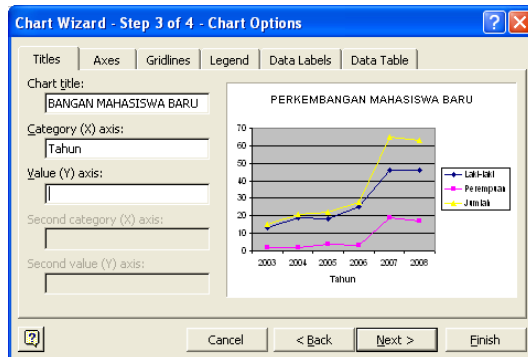 Chart Wizard - Step 3 of 4 - Chart Options
Titles
Axes
Gridlines
Legend
Data Labels
Data Table
Chart title:
BANGAN MAHASISWA BARU
Category (X) axis:
Tahun
Value (Y) axis:
Second category (X) axis:
Second value (Y) axis:
PERKEMBANGAN MAHASISWA BARU
70
60
50
40
30
20
10
0
2003 2004 2005 2006 2007 2008
Tahun
Laki-laki
Perempuan
Jumlah
?
Cancel
< Back
Next >
Finish